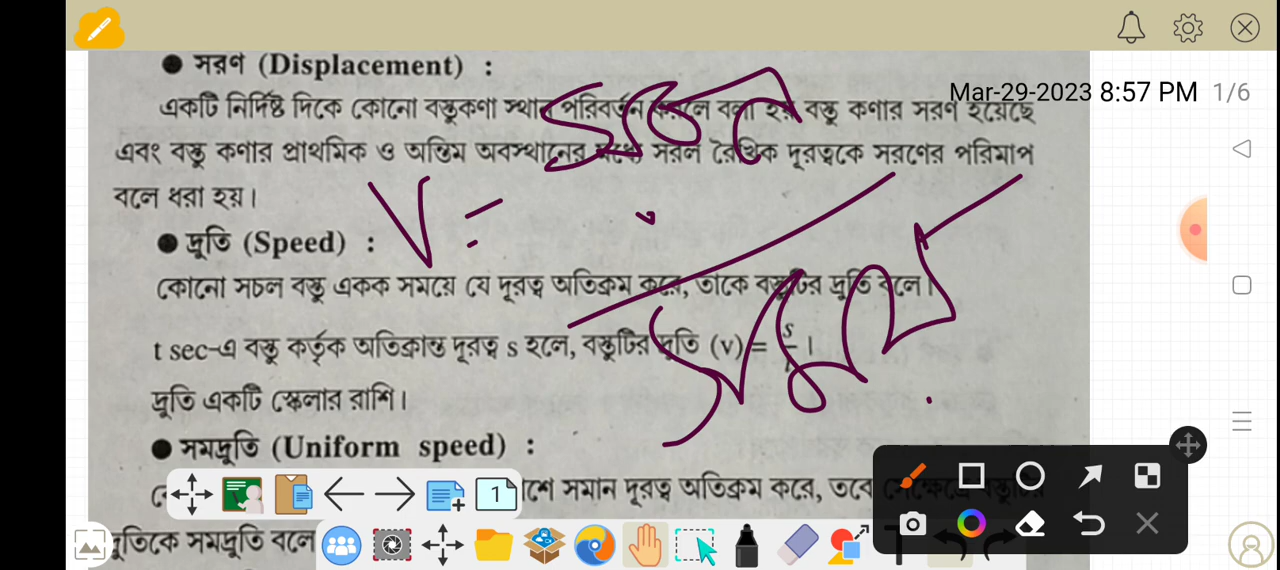 ● সরণ (Displacement) :
Mar-29-2023 8:57 PM 1/6
একটি নির্দিষ্ট দিকে কোনো বস্তুকণা স্থান পরিবর্তন করলে বলা হয় বস্তু কণার সরণ হয়েছে
এবং বস্তু কণার প্রাথমিক ও অন্তিম অবস্থানের মধ্যে সরল রৈখিক দূরত্বকে সরণের পরিমাপ
বলে ধরা হয়।
সরণ
V =
সময়
● দ্রুতি (Speed) :
কোনো সচল বস্তু একক সময়ে যে দূরত্ব অতিক্রম করে, তাকে বস্তুটির দ্রুতি বলে।
t sec-এ বস্তু কর্তৃক অতিক্রান্ত দূরত্ব s হলে, বস্তুটির দ্রুতি (v) = s/t।
দ্রুতি একটি স্কেলার রাশি।
● সমদ্রুতি (Uniform speed) :
সমান দূরত্ব অতিক্রম করে, তবে
1
দ্রুতিকে সমদ্রুতি বলে